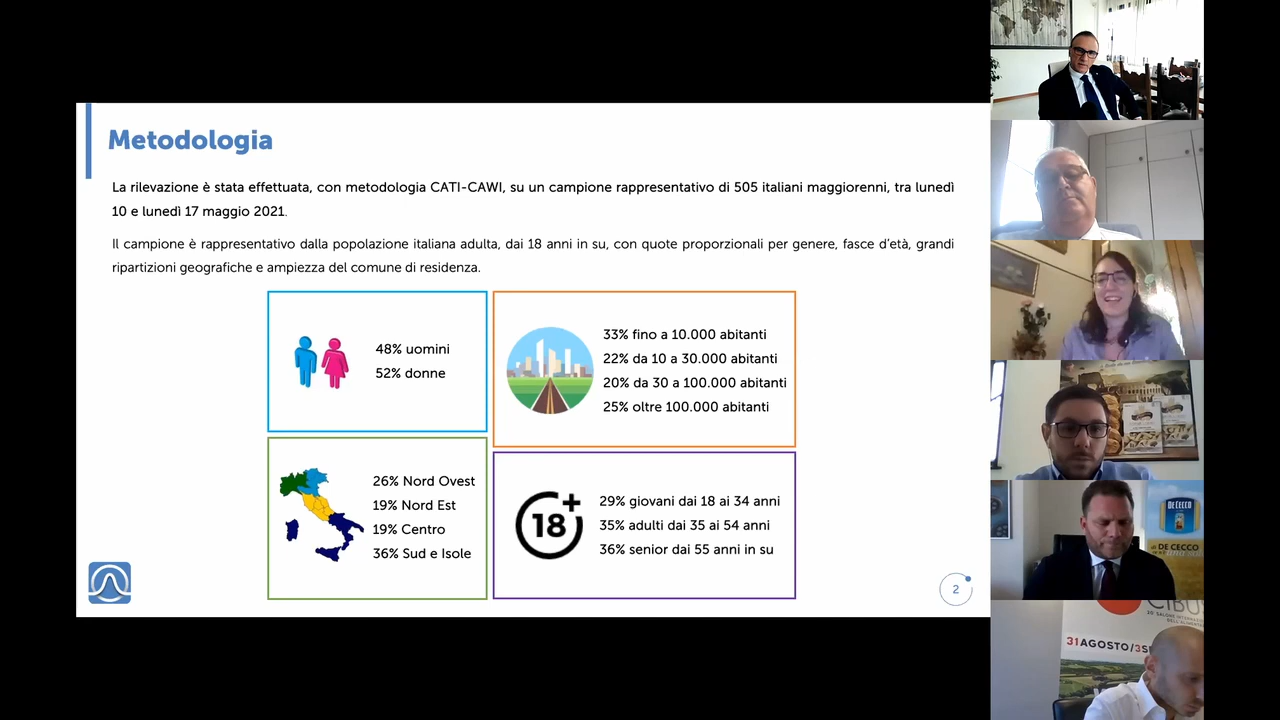 Metodologia
La rilevazione è stata effettuata, con metodologia CATI-CAWI, su un campione rappresentativo di 505 italiani maggiorenni, tra lunedì
10 e lunedì 17 maggio 2021.
Il campione è rappresentativo dalla popolazione italiana adulta, dai 18 anni in su, con quote proporzionali per genere, fasce d'età, grandi
ripartizioni geografiche e ampiezza del comune di residenza.
48% uomini
52% donne
33% fino a 10.000 abitanti
22% da 10 a 30.000 abitanti
20% da 30 a 100.000 abitanti
25% oltre 100.000 abitanti
26% Nord Ovest
19% Nord Est
19% Centro
36% Sud e Isole
18+
29% giovani dai 18 ai 34 anni
35% adulti dai 35 ai 54 anni
36% senior dai 55 anni in su
2
DE CECCO
DE CECCO
CIBUS
31AGOSTO/3SE